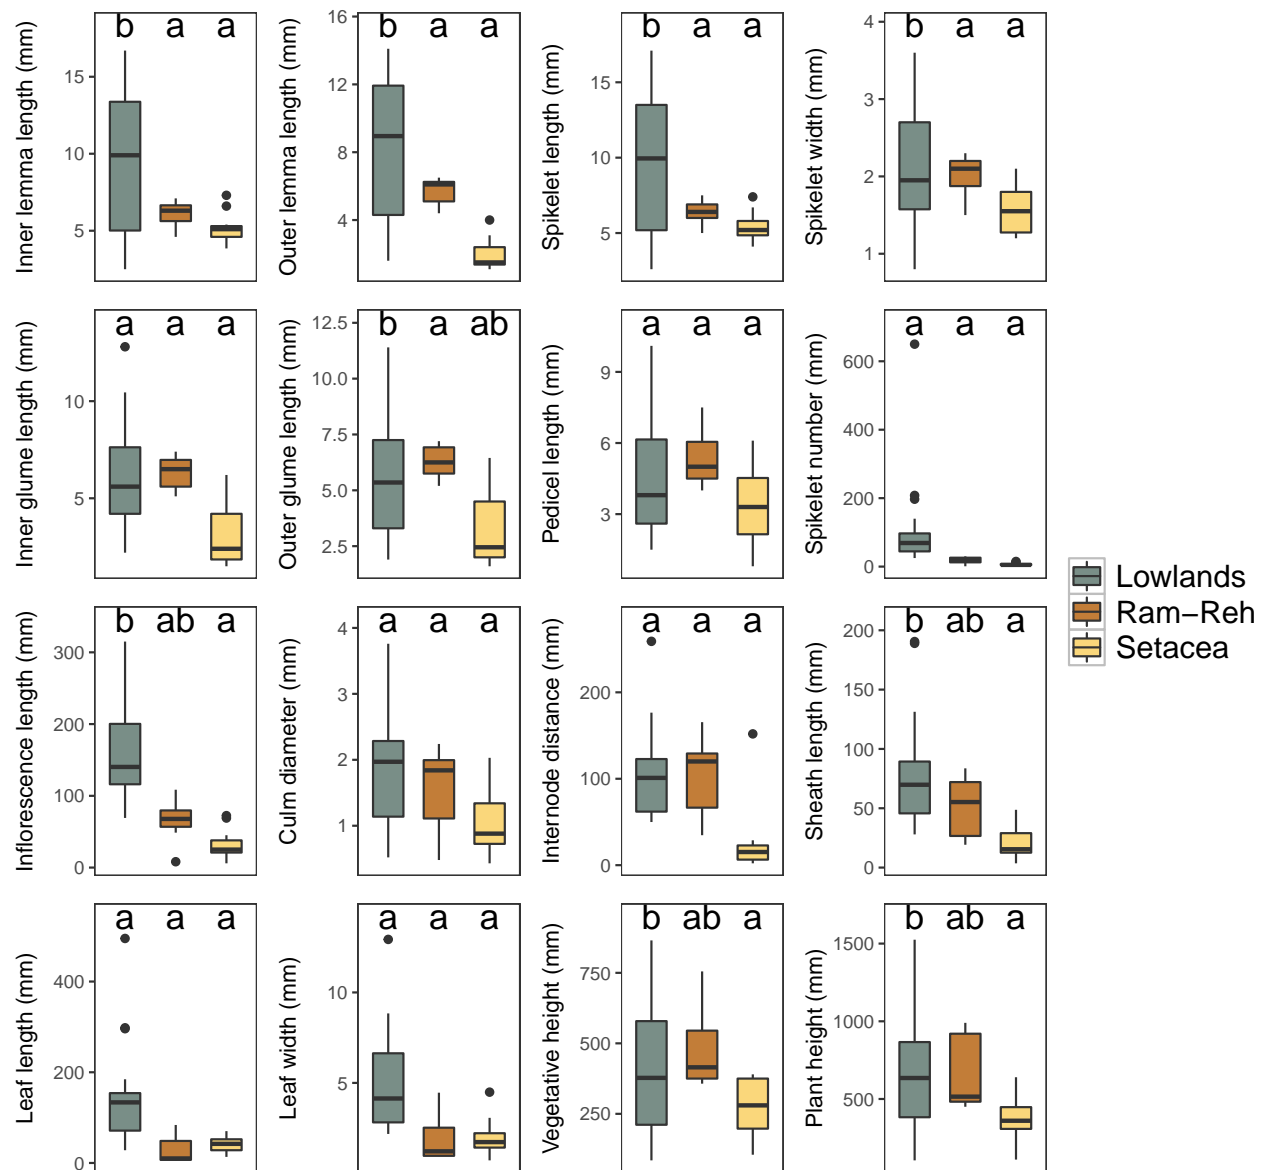 b a a
Inner lemma length (mm)
15
10
5
b a a
Outer lemma length (mm)
16
12
8
4
b a a
Spikelet length (mm)
15
10
5
b a a
Spikelet width (mm)
4
3
2
1
a a a
Inner glume length (mm)
10
5
b a ab
Outer glume length (mm)
12.5
10.0
7.5
5.0
2.5
a a a
Pedicel length (mm)
9
6
3
a a a
Spikelet number (mm)
600
400
200
0
Lowlands
Ram−Reh
Setacea
b ab a
Inflorescence length (mm)
300
200
100
0
a a a
Culm diameter (mm)
4
3
2
1
a a a
Internode distance (mm)
200
100
0
b ab a
Sheath length (mm)
200
150
100
50
0
a a a
Leaf length (mm)
400
200
0
a a a
Leaf width (mm)
10
5
b ab a
Vegetative height (mm)
750
500
250
b ab a
Plant height (mm)
1500
1000
500